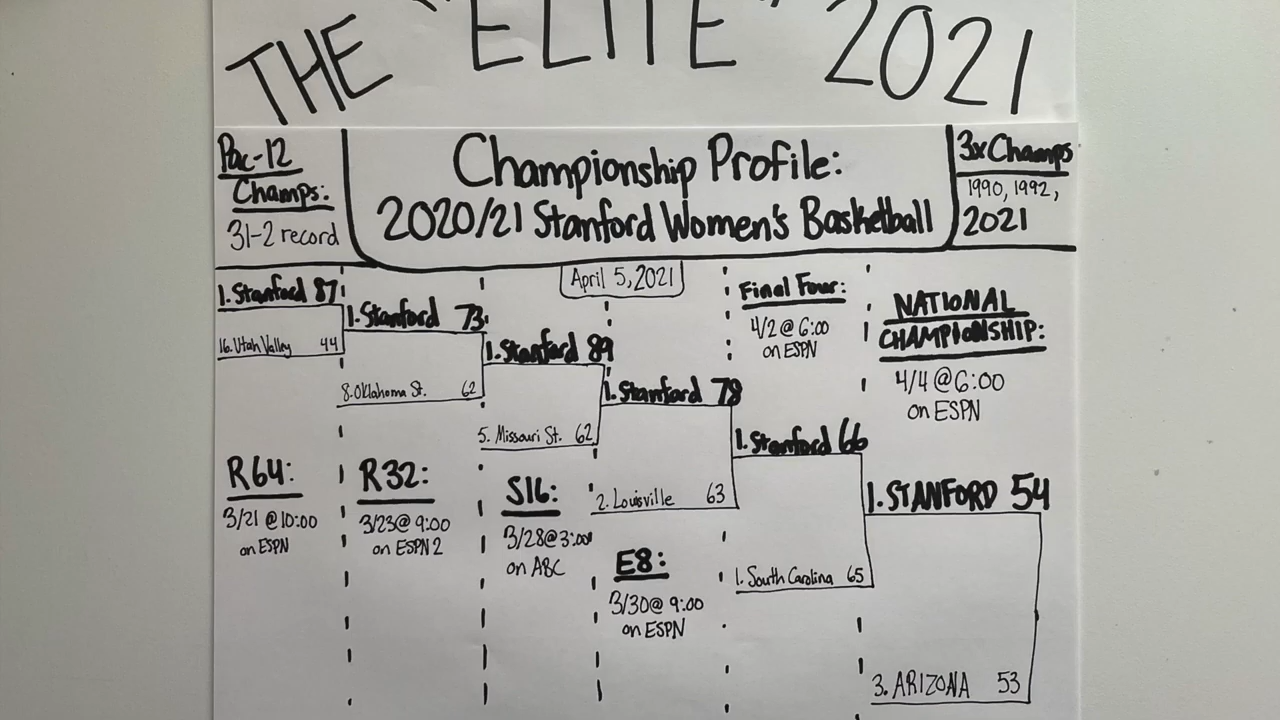 THE "ELITE" 2021
Pac-12
Champs:
31-2 record
Championship Profile:
2020/21 Stanford Women's Basketball
3x Champs
1990, 1992,
2021
April 5, 2021
1. Stanford 87
16. Utah Valley 44
R64:
3/21 @ 10:00
on ESPN
1. Stanford 73
8. Oklahoma St. 62
R32:
3/23 @ 9:00
on ESPN 2
1. Stanford 89
5. Missouri St. 62
S16:
3/28 @ 3:00
on ABC
1. Stanford 78
2. Louisville 63
E8:
3/30 @ 9:00
on ESPN
Final Four:
4/2 @ 6:00
on ESPN
1. Stanford 66
1. South Carolina 65
NATIONAL
CHAMPIONSHIP:
4/4 @ 6:00
on ESPN
1. STANFORD 54
3. ARIZONA 53